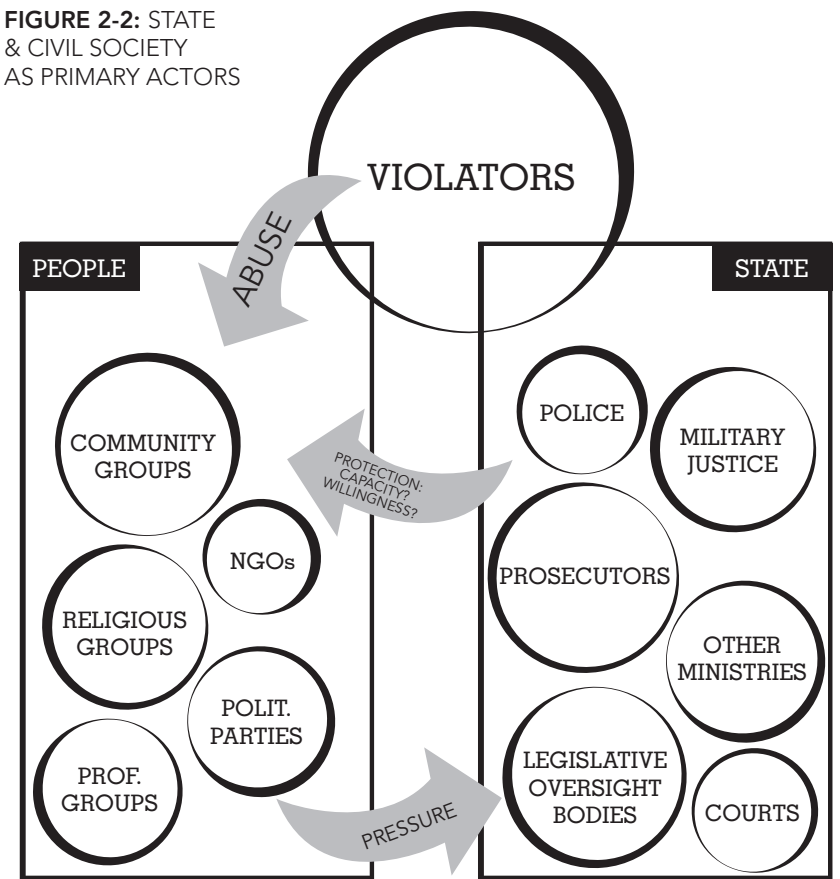 FIGURE 2-2: STATE
& CIVIL SOCIETY
AS PRIMARY ACTORS
VIOLATORS
ABUSE
PEOPLE
COMMUNITY
GROUPS
NGOs
RELIGIOUS
GROUPS
POLIT.
PARTIES
PROF.
GROUPS
PROTECTION:
CAPACITY?
WILLINGNESS?
PRESSURE
STATE
POLICE
MILITARY
JUSTICE
PROSECUTORS
OTHER
MINISTRIES
LEGISLATIVE
OVERSIGHT
BODIES
COURTS